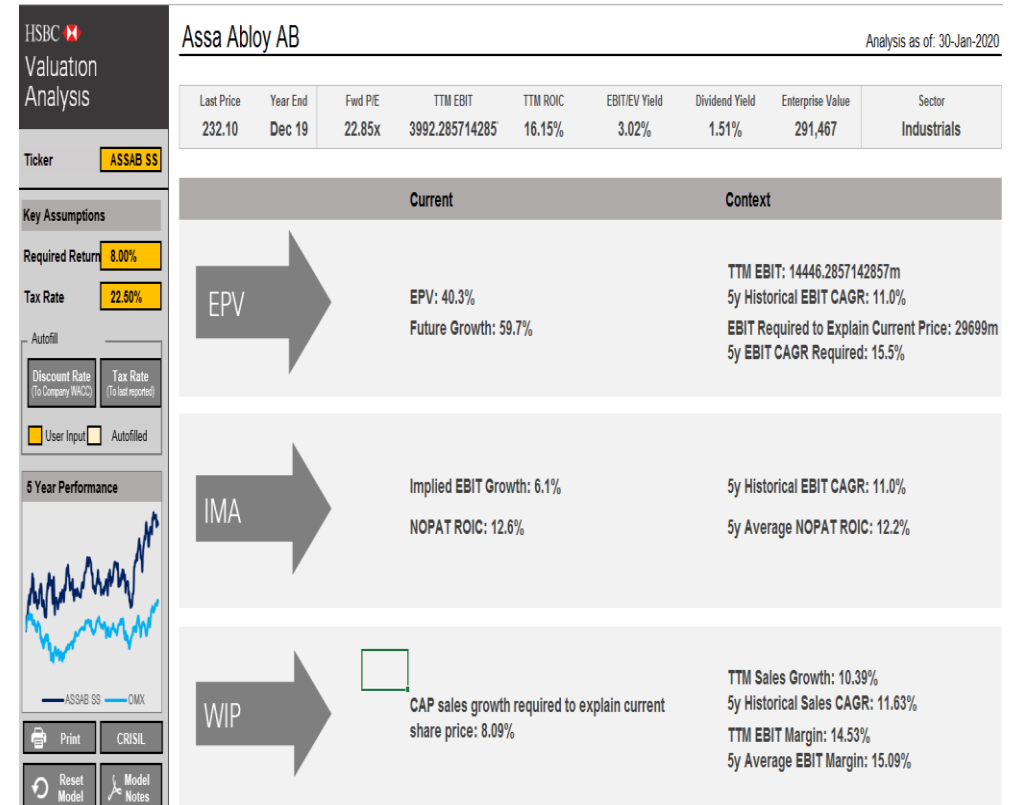 HSBC
Valuation
Analysis
Ticker ASSAB SS
Key Assumptions
Required Return 8.00%
Tax Rate 22.50%
Autofill
Discount Rate
(To Company WACC)
Tax Rate
(To last reported)
User Input Autofilled
5 Year Performance
ASSAB SS OMX
Print CRISIL
Reset
Model
Model
Notes
Assa Abloy AB
Analysis as of: 30-Jan-2020
Last Price Year End Fwd P/E TTM EBIT TTM ROIC EBIT/EV Yield Dividend Yield Enterprise Value Sector
232.10 Dec 19 22.85x 3992.285714285 16.15% 3.02% 1.51% 291,467 Industrials
Current Context
EPV
EPV: 40.3%
Future Growth: 59.7%
TTM EBIT: 14446.2857142857m
5y Historical EBIT CAGR: 11.0%
EBIT Required to Explain Current Price: 29699m
5y EBIT CAGR Required: 15.5%
IMA
Implied EBIT Growth: 6.1%
NOPAT ROIC: 12.6%
5y Historical EBIT CAGR: 11.0%
5y Average NOPAT ROIC: 12.2%
WIP
CAP sales growth required to explain current
share price: 8.09%
TTM Sales Growth: 10.39%
5y Historical Sales CAGR: 11.63%
TTM EBIT Margin: 14.53%
5y Average EBIT Margin: 15.09%